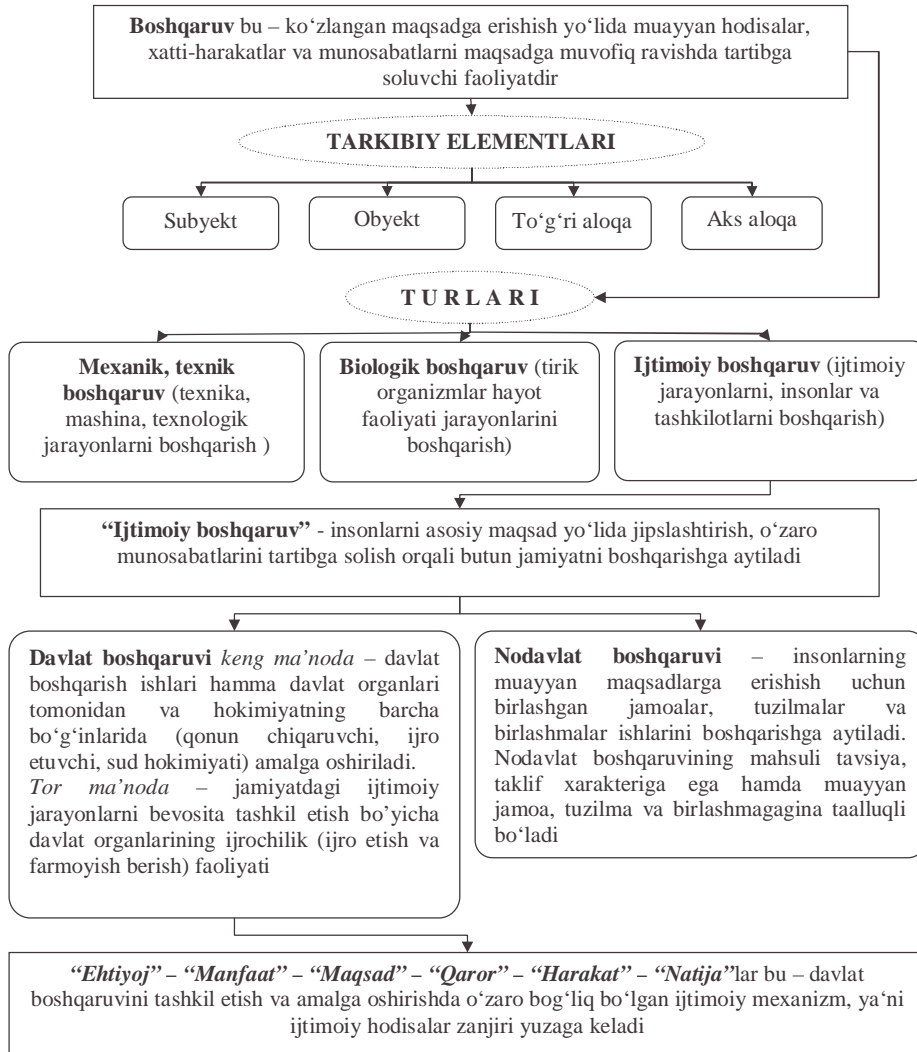 Boshqaruv bu – ko‘zlangan maqsadga erishish yo‘lida muayyan hodisalar,
xatti-harakatlar va munosabatlarni maqsadga muvofiq ravishda tartibga
soluvchi faoliyatdir
TARKIBIY ELEMENTLARI
Subyekt
Obyekt
To‘g‘ri aloqa
Aks aloqa
T U R L A R I
Mexanik, texnik
boshqaruv (texnika,
mashina, texnologik
jarayonlarni boshqarish )
Biologik boshqaruv (tirik
organizmlar hayot
faoliyati jarayonlarini
boshqarish)
Ijtimoiy boshqaruv (ijtimoiy
jarayonlarni, insonlar va
tashkilotlarni boshqarish)
“Ijtimoiy boshqaruv” - insonlarni asosiy maqsad yo‘lida jipslashtirish, o‘zaro
munosabatlarini tartibga solish orqali butun jamiyatni boshqarishga aytiladi
Davlat boshqaruvi keng ma’noda – davlat
boshqarish ishlari hamma davlat organlari
tomonidan va hokimiyatning barcha
bo‘g‘inlarida (qonun chiqaruvchi, ijro
etuvchi, sud hokimiyati) amalga oshiriladi.
Tor ma’noda – jamiyatdagi ijtimoiy
jarayonlarni bevosita tashkil etish bo‘yicha
davlat organlarining ijrochilik (ijro etish va
farmoyish berish) faoliyati
Nodavlat boshqaruvi – insonlarning
muayyan maqsadlarga erishish uchun
birlashgan jamoalar, tuzilmalar va
birlashmalar ishlarini boshqarishga aytiladi.
Nodavlat boshqaruvining mahsuli tavsiya,
taklif xarakteriga ega hamda muayyan
jamoa, tuzilma va birlashmagagina taalluqli
bo‘ladi
“Ehtiyoj” – “Manfaat” – “Maqsad” – “Qaror” – “Harakat” – “Natija”lar bu – davlat
boshqaruvini tashkil etish va amalga oshirishda o‘zaro bog‘liq bo‘lgan ijtimoiy mexanizm, ya’ni
ijtimoiy hodisalar zanjiri yuzaga keladi